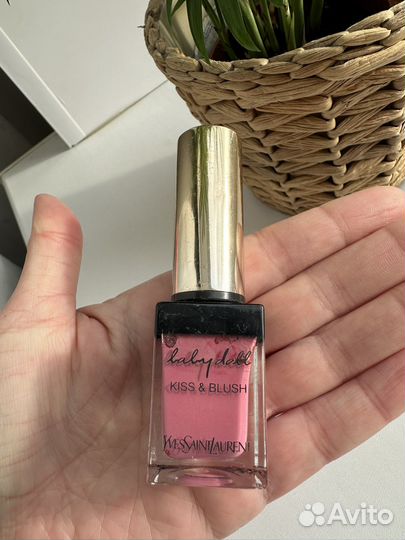 baby doll
KISS & BLUSH
YVESSAINTLAURENT
Avito